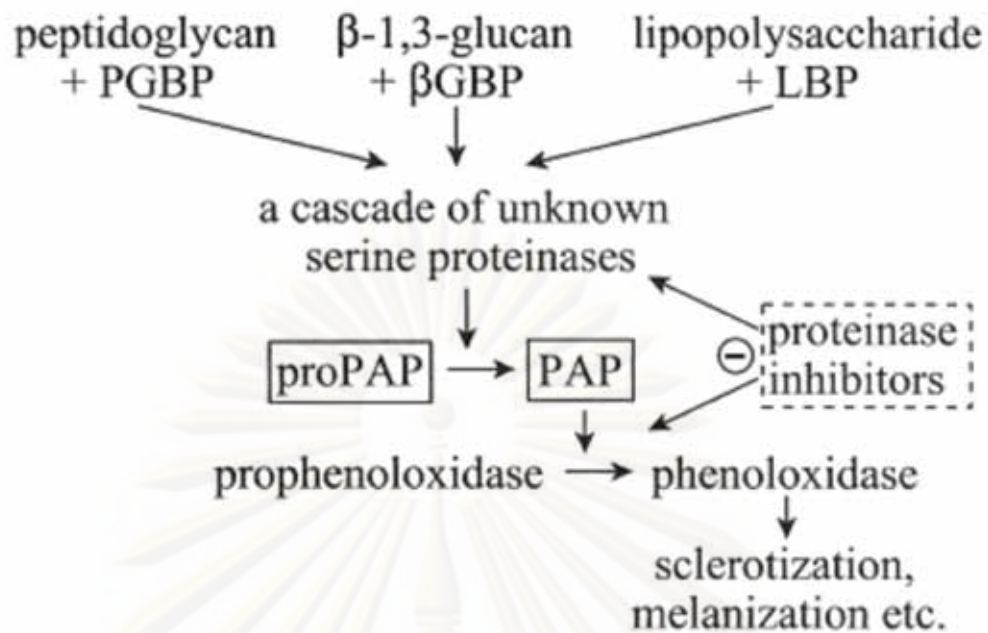 peptidoglycan
+ PGBP
β-1,3-glucan
+ βGBP
lipopolysaccharide
+ LBP
a cascade of unknown
serine proteinases
proPAP
PAP
⊖
proteinase
inhibitors
prophenoloxidase
phenoloxidase
sclerotization,
melanization etc.